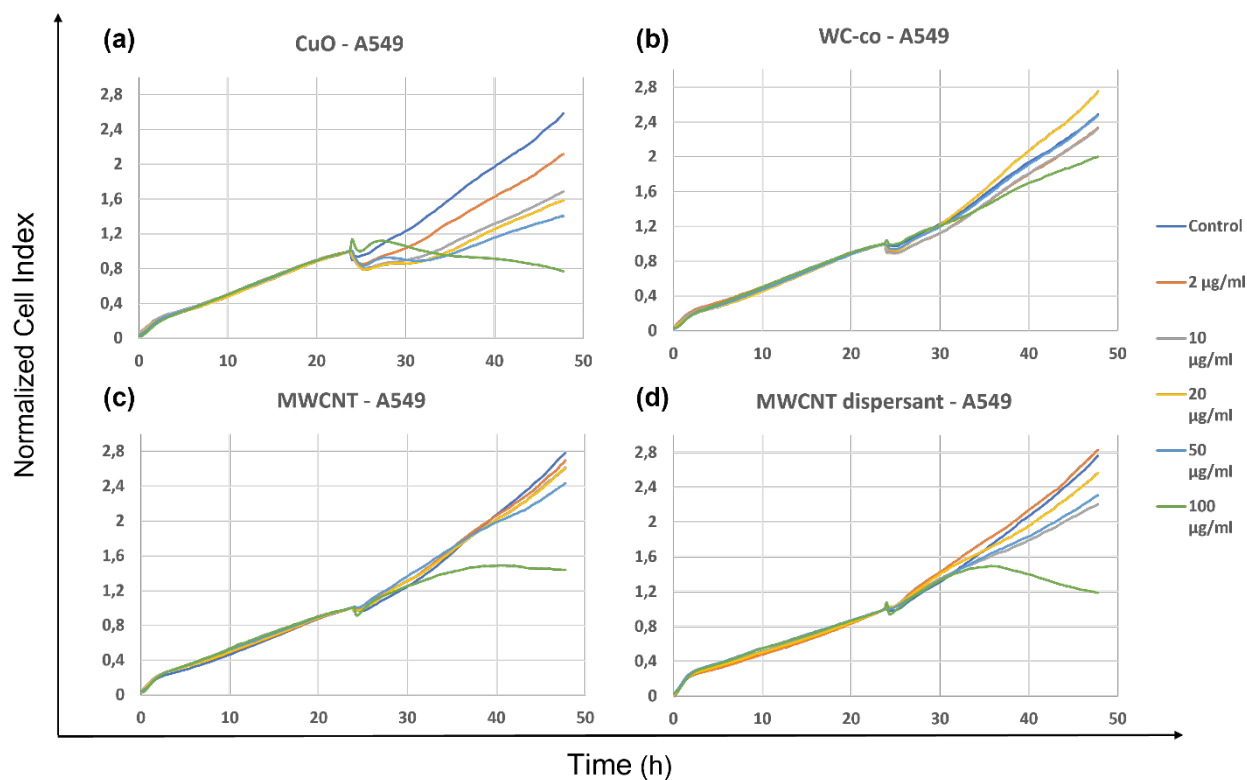 (a)
CuO - A549
2,8
2,4
2
1,6
1,2
0,8
0,4
0
0 10 20 30 40 50
(b)
WC-co - A549
2,8
2,4
2
1,6
1,2
0,8
0,4
0
0 10 20 30 40 50
(c)
MWCNT - A549
2,8
2,4
2
1,6
1,2
0,8
0,4
0
0 10 20 30 40 50
(d)
MWCNT dispersant - A549
2,8
2,4
2
1,6
1,2
0,8
0,4
0
0 10 20 30 40 50
Normalized Cell Index
Time (h)
Control
2 µg/ml
10
µg/ml
20
µg/ml
50
µg/ml
100
µg/ml